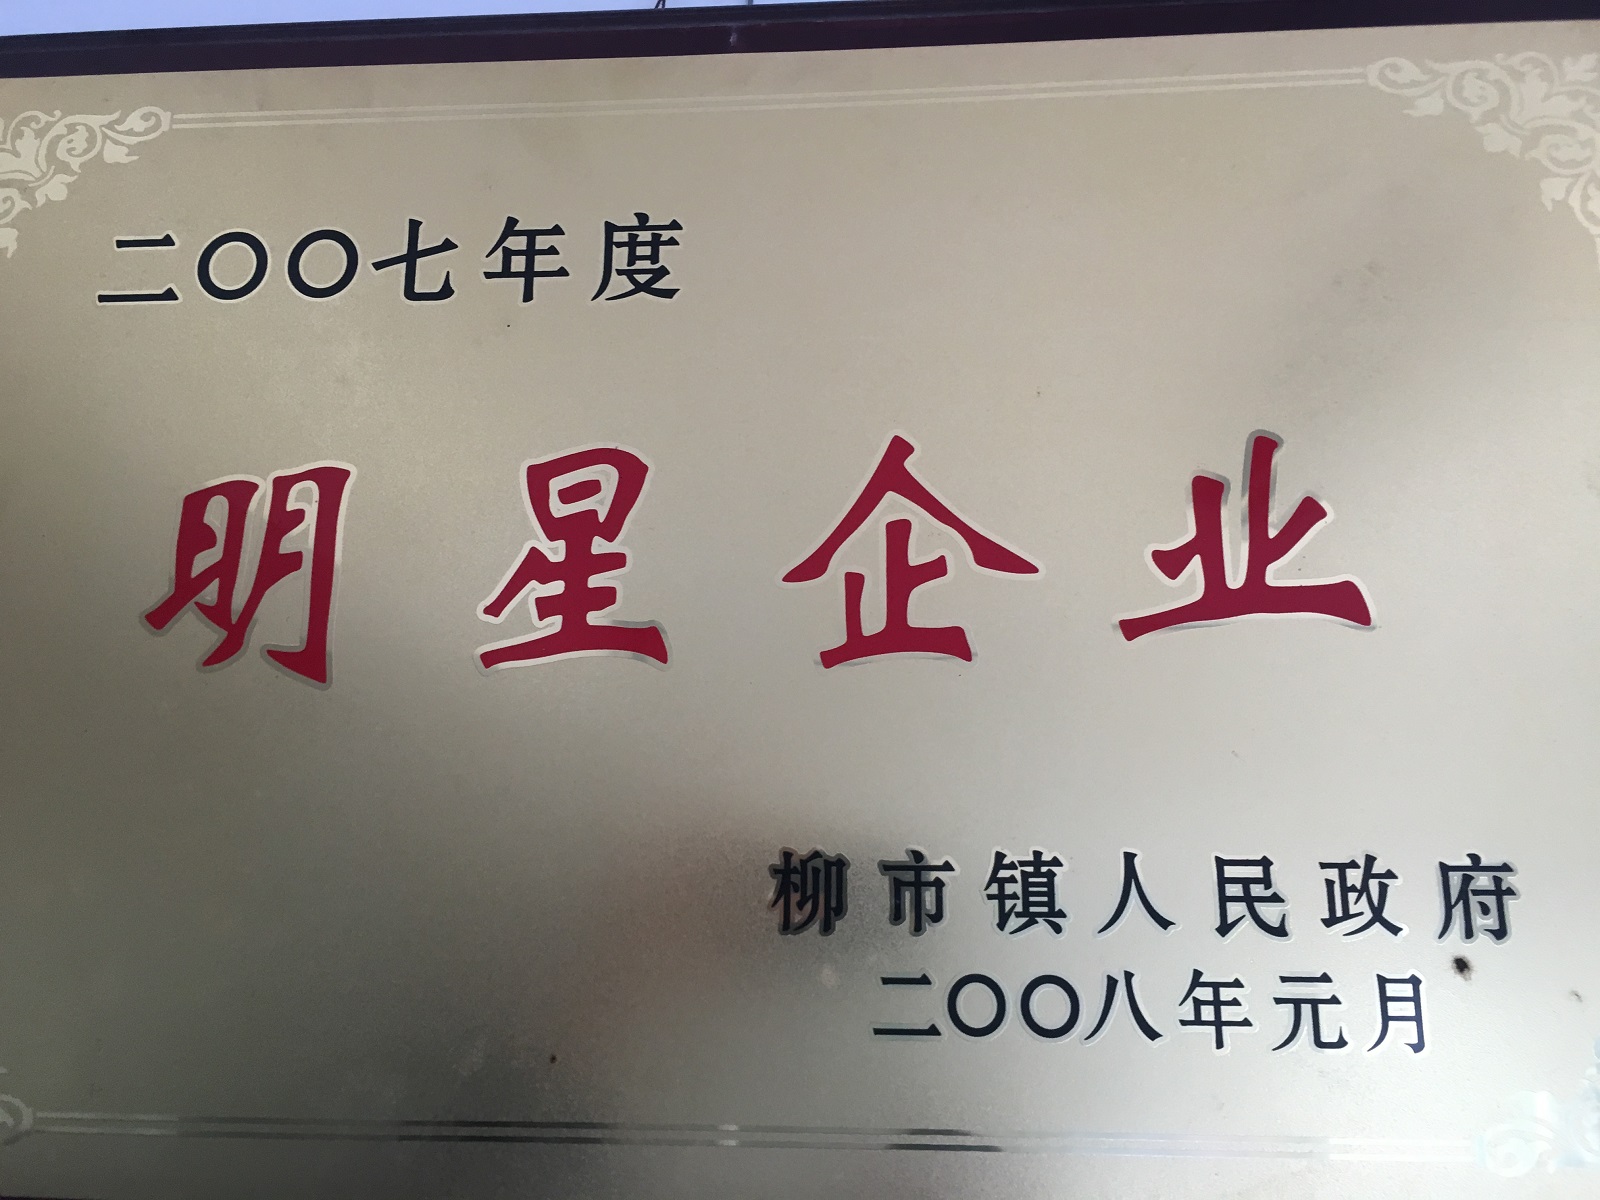 二〇〇七年度
明星企业
柳市镇人民政府
二〇〇八年元月